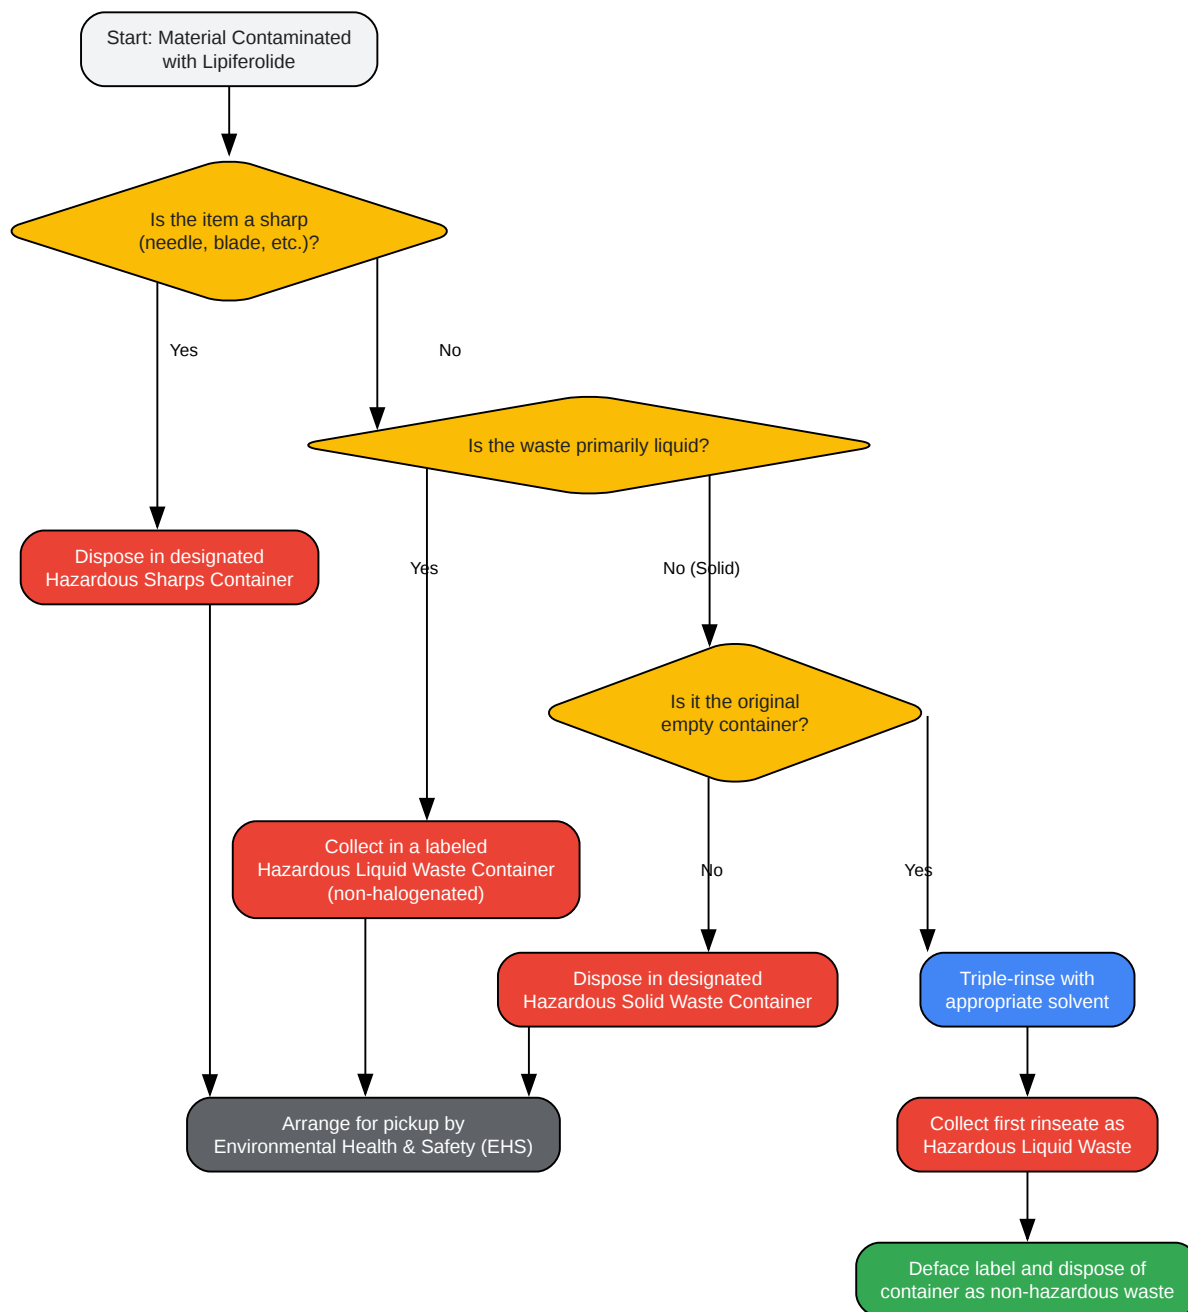 Start: Material Contaminated
with Lipiferolide
Is the item a sharp
(needle, blade, etc.)?
Yes
No
Is the waste primarily liquid?
Dispose in designated
Hazardous Sharps Container
Yes
No (Solid)
Is it the original
empty container?
Collect in a labeled
Hazardous Liquid Waste Container
(non-halogenated)
No
Yes
Dispose in designated
Hazardous Solid Waste Container
Triple-rinse with
appropriate solvent
Arrange for pickup by
Environmental Health & Safety (EHS)
Collect first rinseate as
Hazardous Liquid Waste
Deface label and dispose of
container as non-hazardous waste